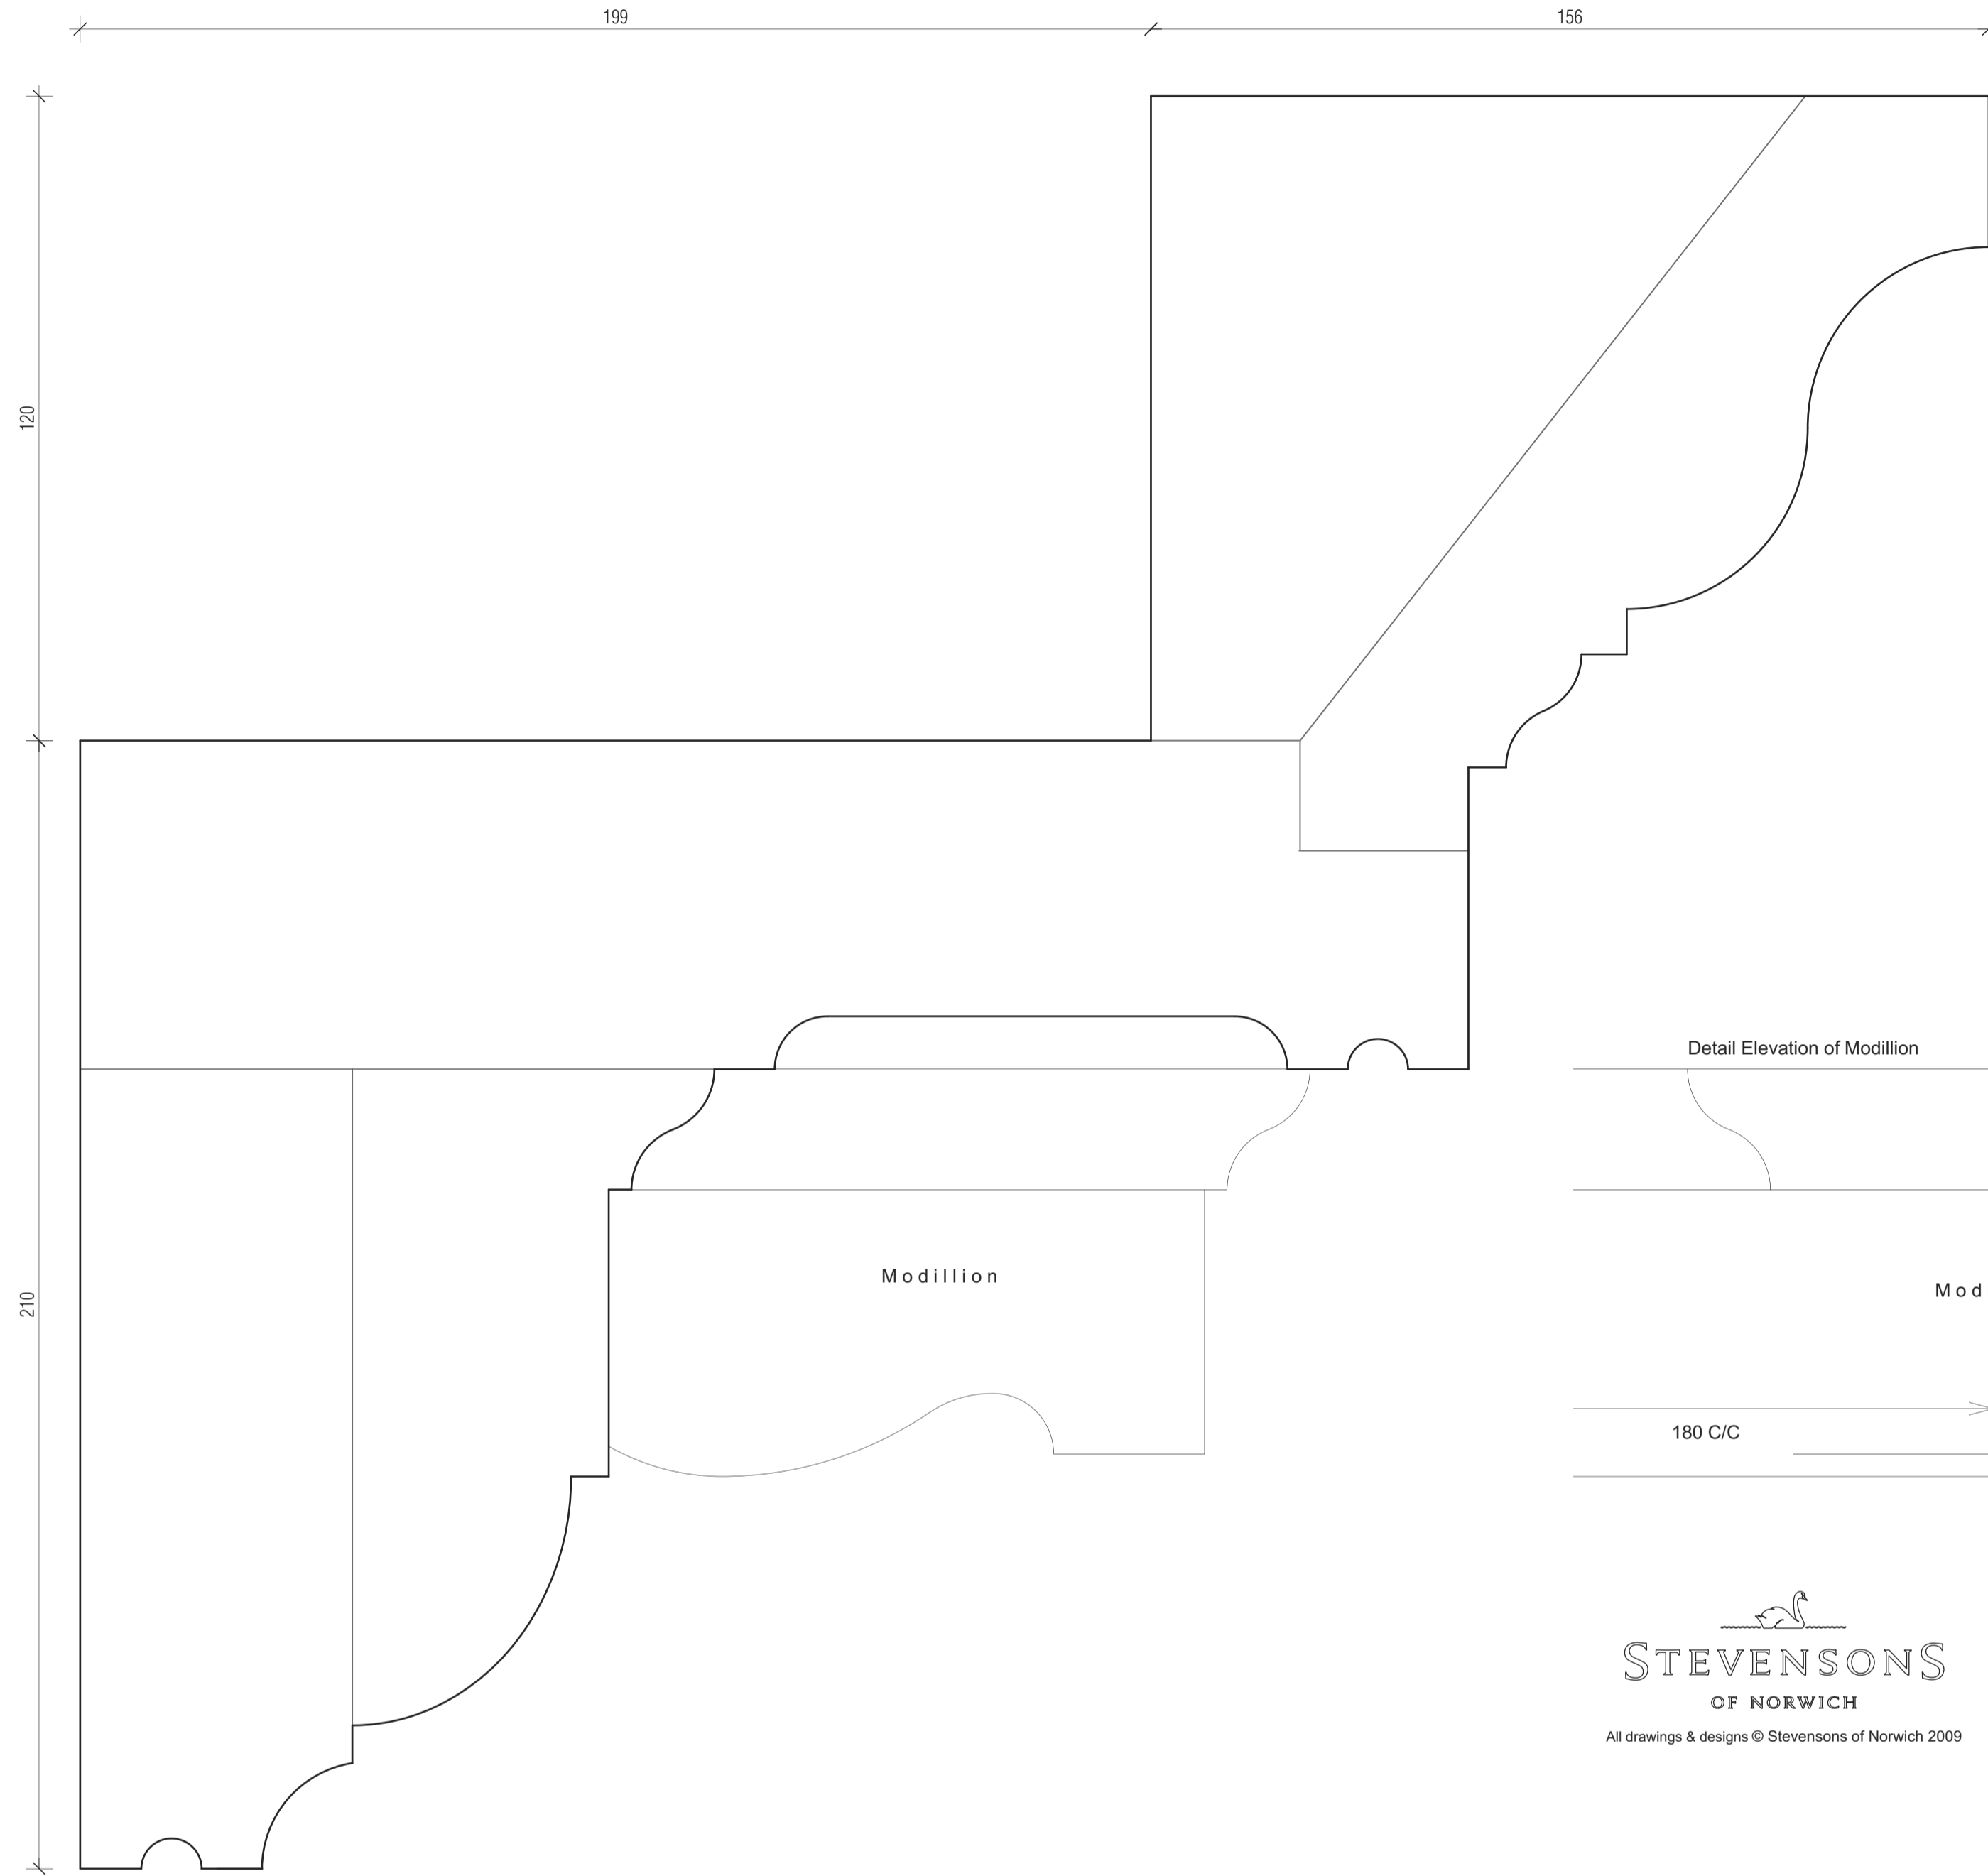 199
156
120
Detail Elevation of Modillion
Modillion
Mod
210
180 C/C
STEVENSONS
OF NORWICH
All drawings & designs © Stevensons of Norwich 2009